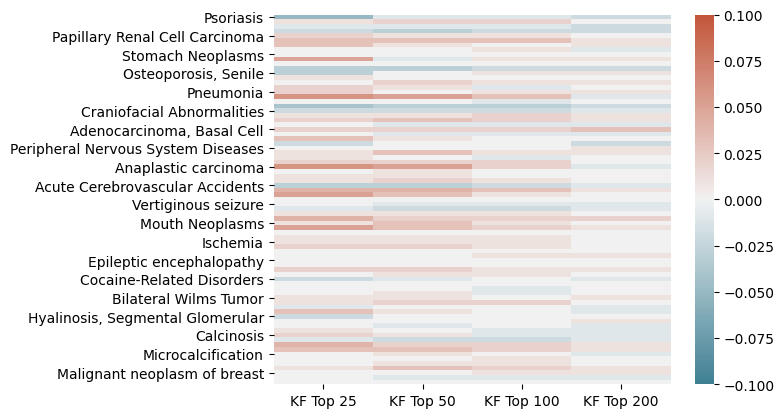 Psoriasis
Papillary Renal Cell Carcinoma
Stomach Neoplasms
Osteoporosis, Senile
Pneumonia
Craniofacial Abnormalities
Adenocarcinoma, Basal Cell
Peripheral Nervous System Diseases
Anaplastic carcinoma
Acute Cerebrovascular Accidents
Vertiginous seizure
Mouth Neoplasms
Ischemia
Epileptic encephalopathy
Cocaine-Related Disorders
Bilateral Wilms Tumor
Hyalinosis, Segmental Glomerular
Calcinosis
Microcalcification
Malignant neoplasm of breast
KF Top 25 KF Top 50 KF Top 100 KF Top 200
0.100
0.075
0.050
0.025
0.000
−0.025
−0.050
−0.075
−0.100